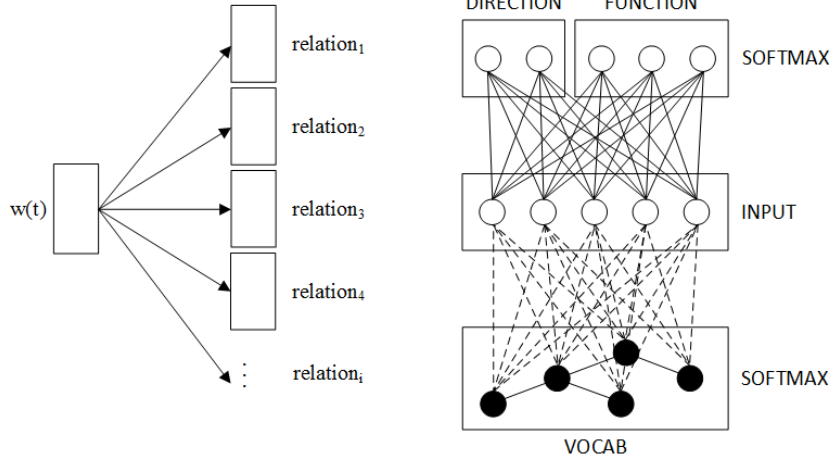 w(t)
relation1
relation2
relation3
relation4
relationi
DIRECTION FUNCTION
SOFTMAX
INPUT
SOFTMAX
VOCAB